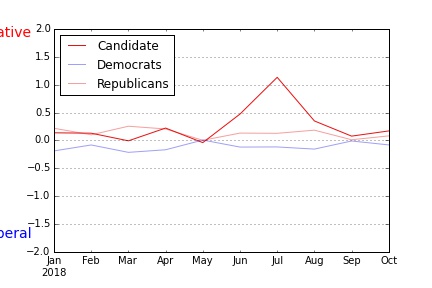 2.0
ative
1.5
Candidate
Democrats
Republicans
1.0
0.5
0.0
−0.5
−1.0
−1.5
beral
−2.0
Jan Feb Mar Apr May Jun Jul Aug Sep Oct
2018